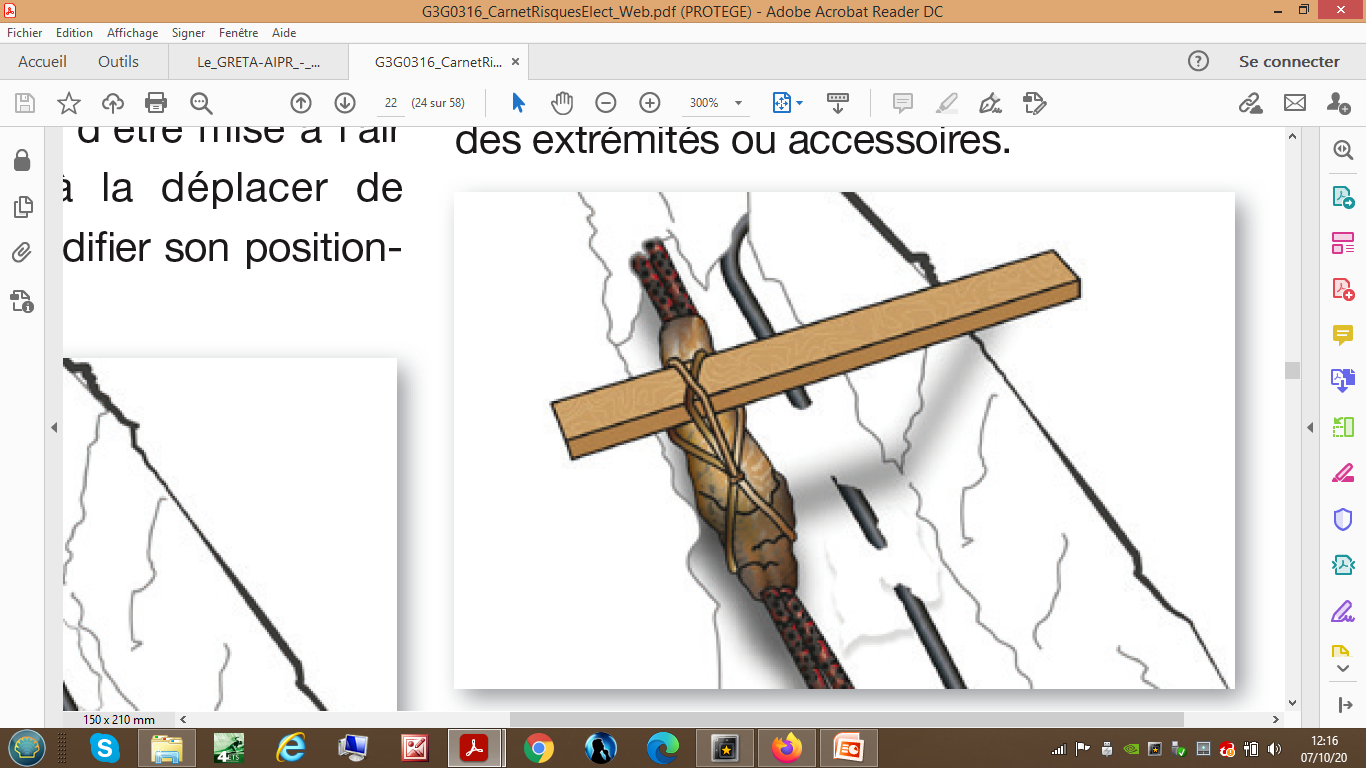 G3G0316_CarnetRisquesElect_Web.pdf (PROTEGE) - Adobe Acrobat Reader DC
Fichier Edition Affichage Signer Fenêtre Aide
Accueil Outils Le_GRETA-AIPR_-_... G3G0316_CarnetRi... × ? Se connecter
22 (24 sur 58) 300%
d'être mise à l'air
à la déplacer de
difier son position-
des extrémités ou accessoires.
150 x 210 mm
12:16
07/10/20